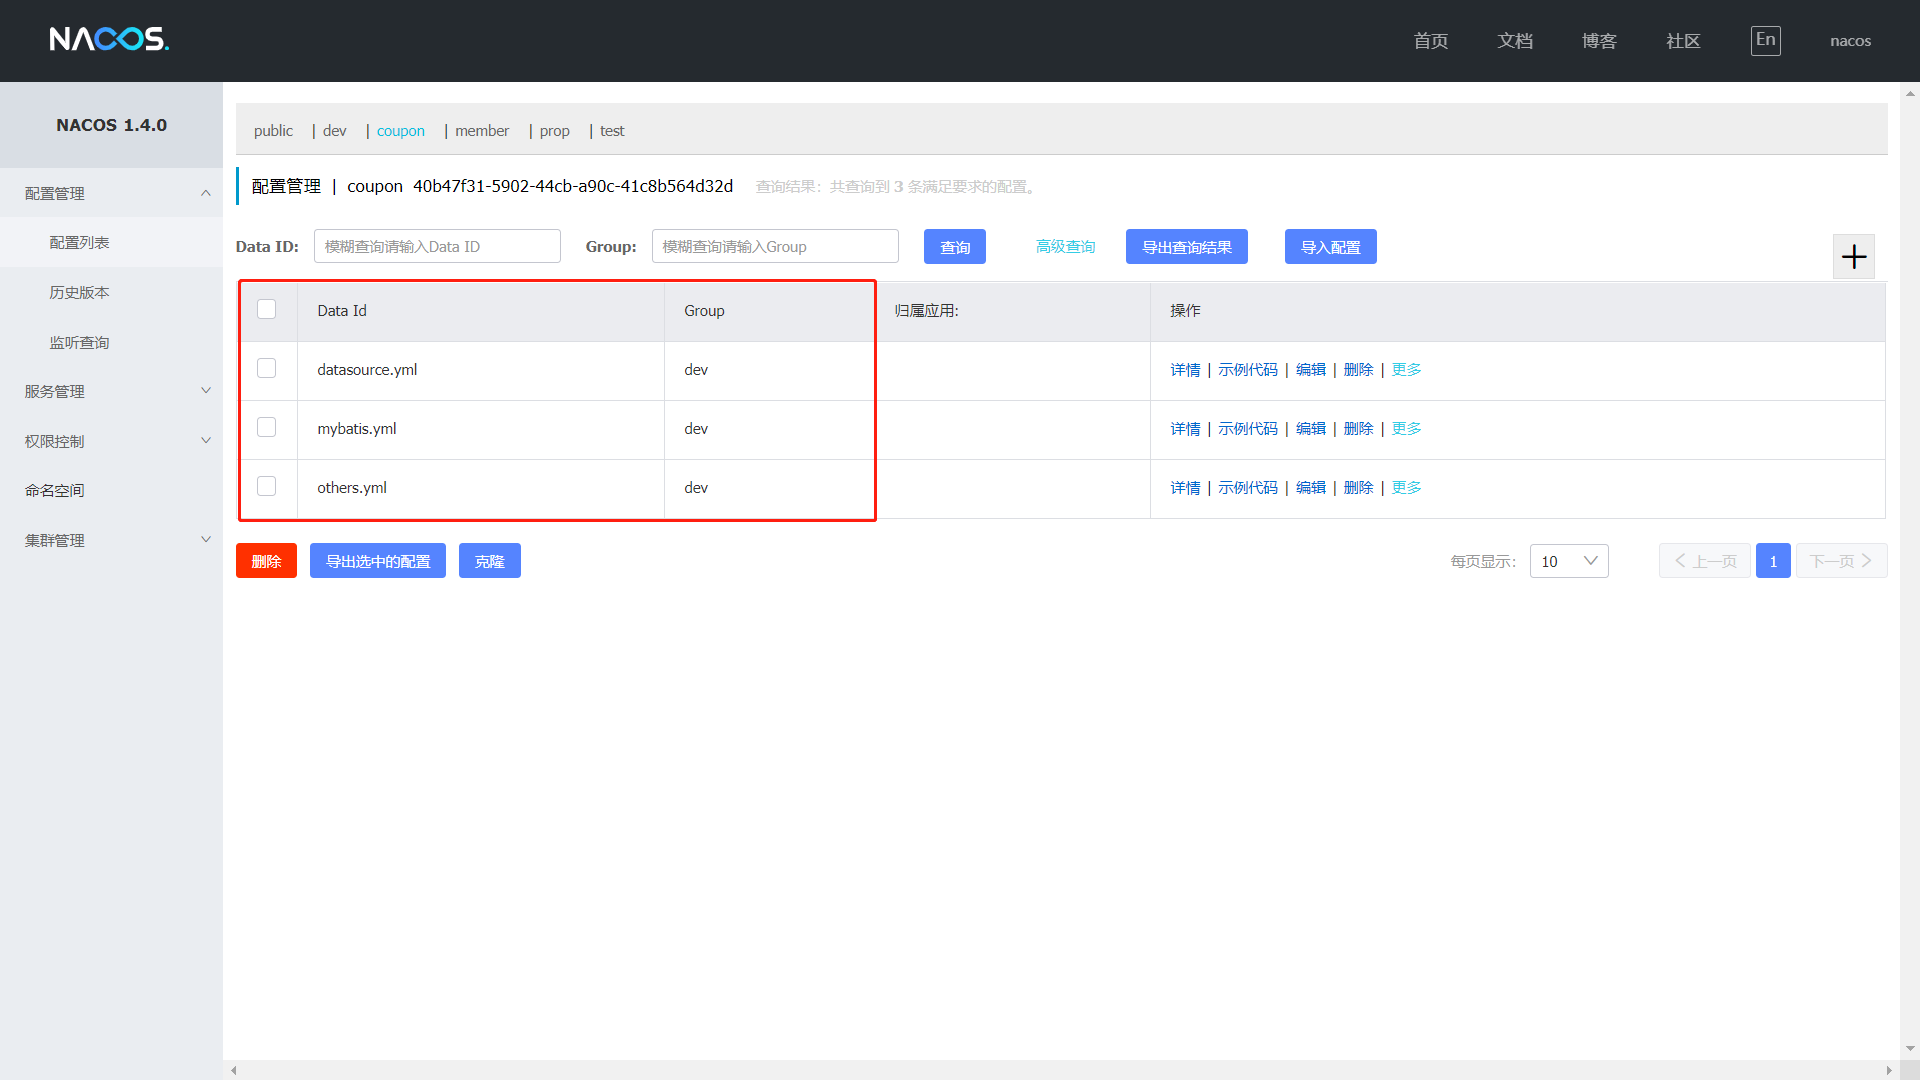 NACOS.
首页 文档 博客 社区 En nacos
NACOS 1.4.0
配置管理
配置列表
历史版本
监听查询
服务管理
权限控制
命名空间
集群管理
public | dev | coupon | member | prop | test
配置管理 | coupon 40b47f31-5902-44cb-a90c-41c8b564d32d 查询结果：共查询到 3 条满足要求的配置。
Data ID: 模糊查询请输入Data ID Group: 模糊查询请输入Group 查询 高级查询 导出查询结果 导入配置
Data Id Group 归属应用: 操作
datasource.yml dev 详情 | 示例代码 | 编辑 | 删除 | 更多
mybatis.yml dev 详情 | 示例代码 | 编辑 | 删除 | 更多
others.yml dev 详情 | 示例代码 | 编辑 | 删除 | 更多
删除 导出选中的配置 克隆 每页显示： 10 上一页 1 下一页